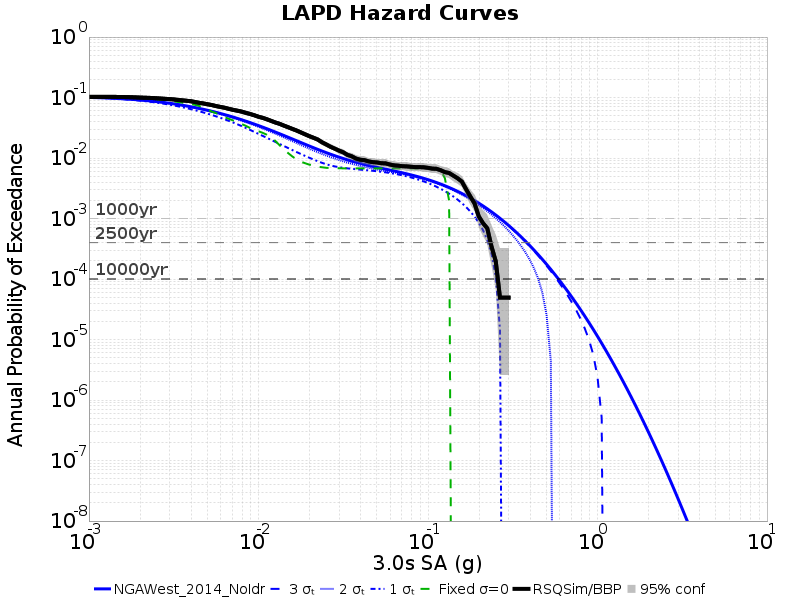 LAPD Hazard Curves
Annual Probability of Exceedance
10^0
10^-1
10^-2
10^-3
10^-4
10^-5
10^-6
10^-7
10^-8
1000yr
2500yr
10000yr
10^-3 10^-2 10^-1 10^0 10^1
3.0s SA (g)
NGAWest_2014_NoIdr 3 σₜ 2 σₜ 1 σₜ Fixed σ=0 RSQSim/BBP 95% conf